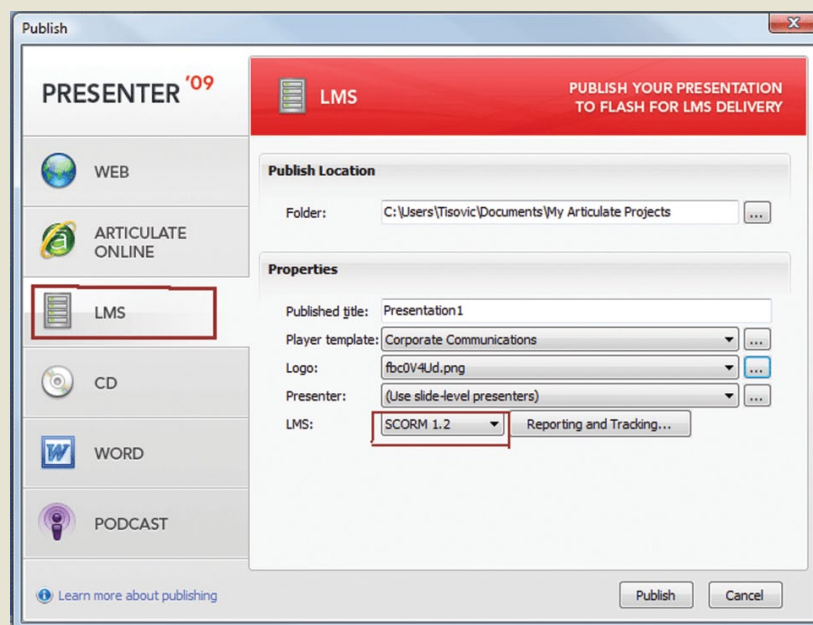 Publish
PRESENTER '09
LMS
PUBLISH YOUR PRESENTATION
TO FLASH FOR LMS DELIVERY
WEB
ARTICULATE
ONLINE
LMS
CD
WORD
PODCAST
Publish Location
Folder: C:\Users\Tisovic\Documents\My Articulate Projects ...
Properties
Published title: Presentation1
Player template: Corporate Communications ...
Logo: fbc0V4Ud.png ...
Presenter: (Use slide-level presenters) ...
LMS: SCORM 1.2 Reporting and Tracking...
Learn more about publishing
Publish Cancel